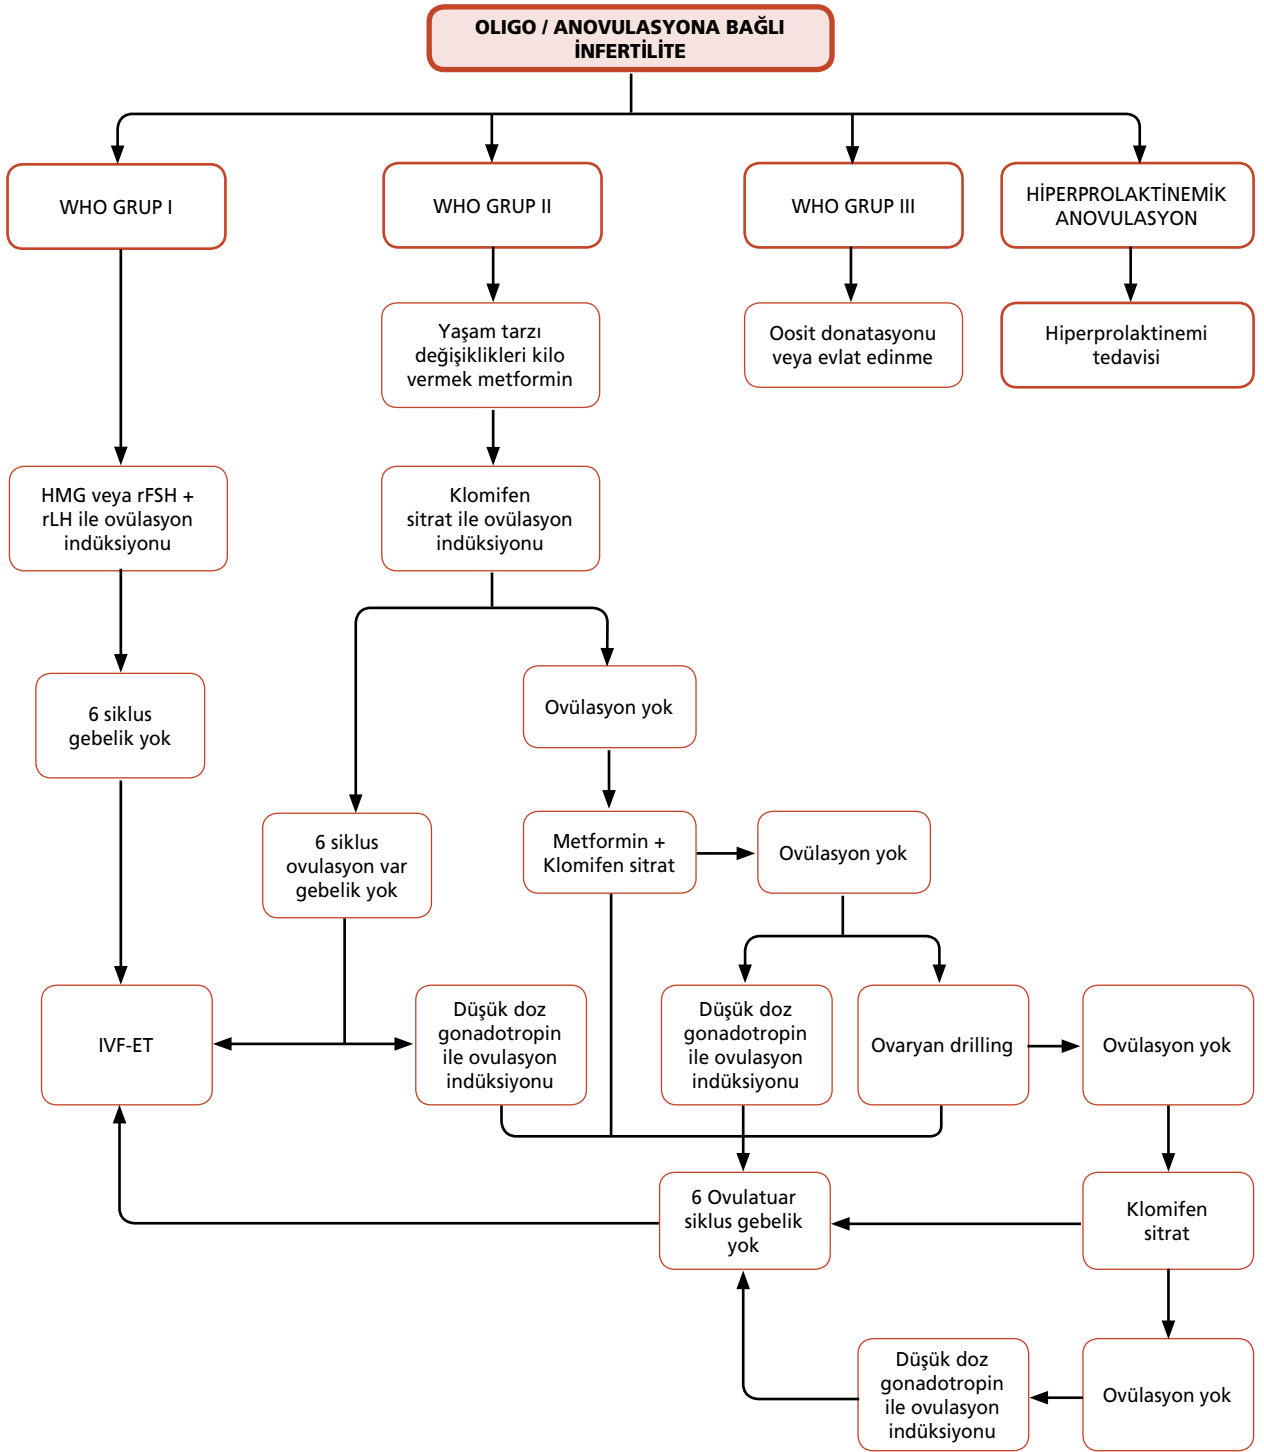 OLIGO / ANOVULASYONA BAĞLI
İNFERTİLİTE
WHO GRUP I
WHO GRUP II
WHO GRUP III
HİPERPROLAKTİNEMİK
ANOVULASYON
Yaşam tarzı
değişiklikleri kilo
vermek metformin
Oosit donatasyonu
veya evlat edinme
Hiperprolaktinemi
tedavisi
HMG veya rFSH +
rLH ile ovülasyon
indüksiyonu
Klomifen
sitrat ile ovülasyon
indüksiyonu
6 siklus
gebelik yok
Ovülasyon yok
6 siklus
ovulasyon var
gebelik yok
Metformin +
Klomifen sitrat
Ovülasyon yok
IVF-ET
Düşük doz
gonadotropin
ile ovulasyon
indüksiyonu
Düşük doz
gonadotropin
ile ovulasyon
indüksiyonu
Ovaryan drilling
Ovülasyon yok
6 Ovulatuar
siklus gebelik
yok
Klomifen
sitrat
Düşük doz
gonadotropin
ile ovulasyon
indüksiyonu
Ovülasyon yok